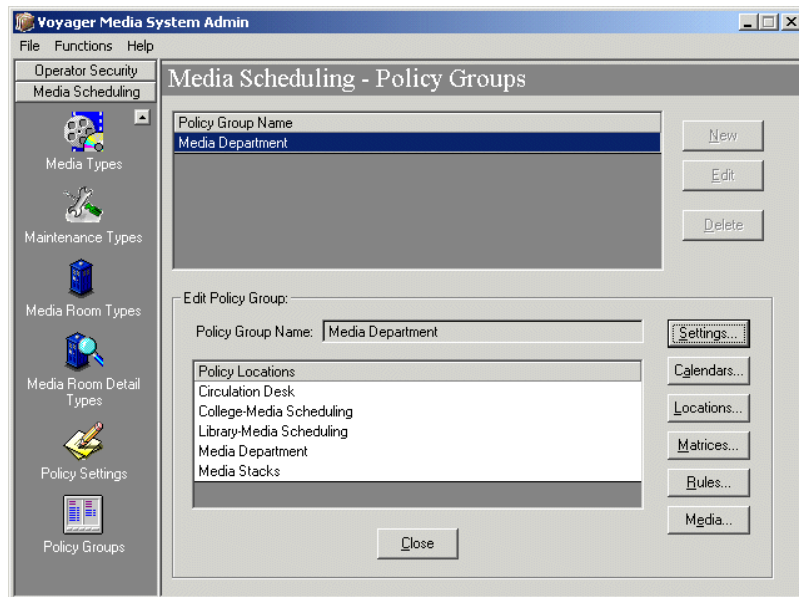 Voyager Media System Admin
File Functions Help
Operator Security
Media Scheduling
Media Types
Maintenance Types
Media Room Types
Media Room Detail
Types
Policy Settings
Policy Groups
Media Scheduling - Policy Groups
Policy Group Name
Media Department
New
Edit
Delete
Edit Policy Group:
Policy Group Name: Media Department
Policy Locations
Circulation Desk
College-Media Scheduling
Library-Media Scheduling
Media Department
Media Stacks
Settings...
Calendars...
Locations...
Matrices...
Rules...
Media...
Close